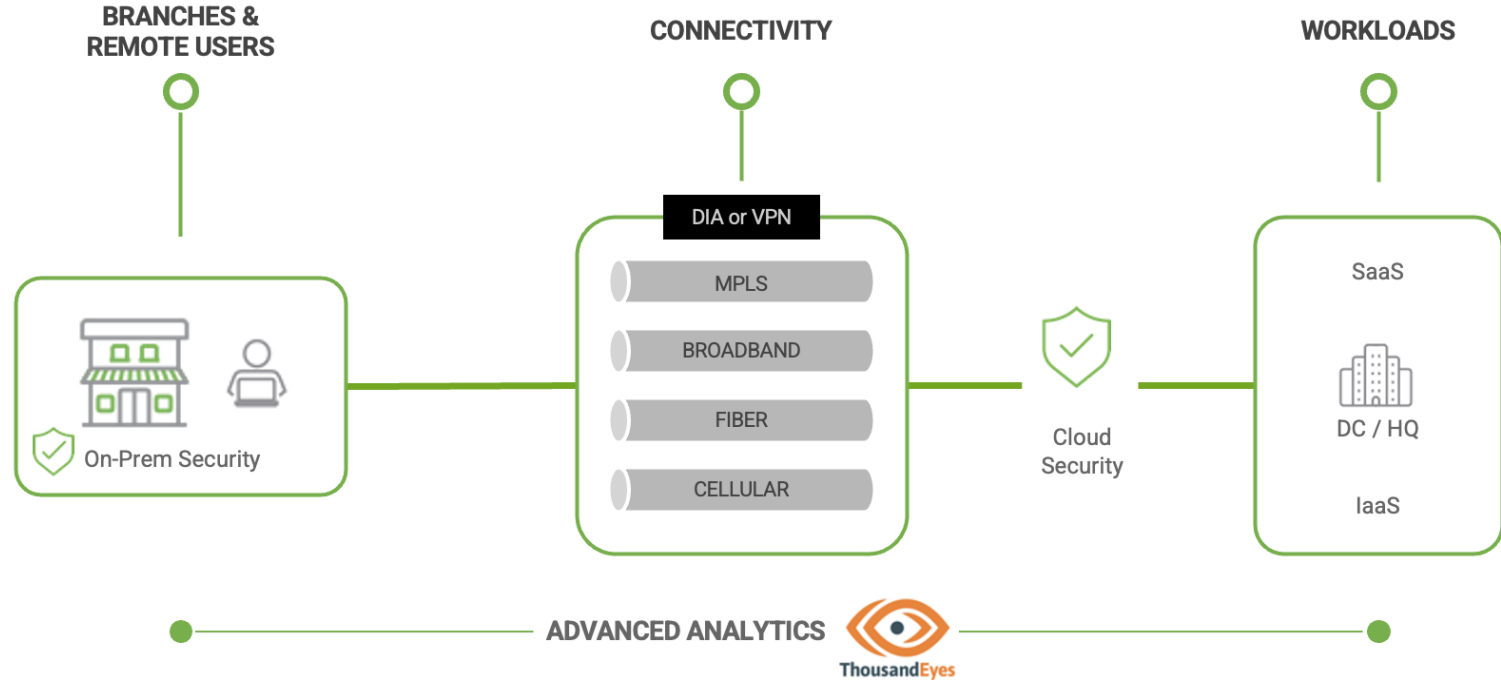 BRANCHES &
REMOTE USERS
CONNECTIVITY
WORKLOADS
DIA or VPN
MPLS
BROADBAND
FIBER
CELLULAR
On-Prem Security
Cloud
Security
SaaS
DC / HQ
IaaS
ADVANCED ANALYTICS
ThousandEyes